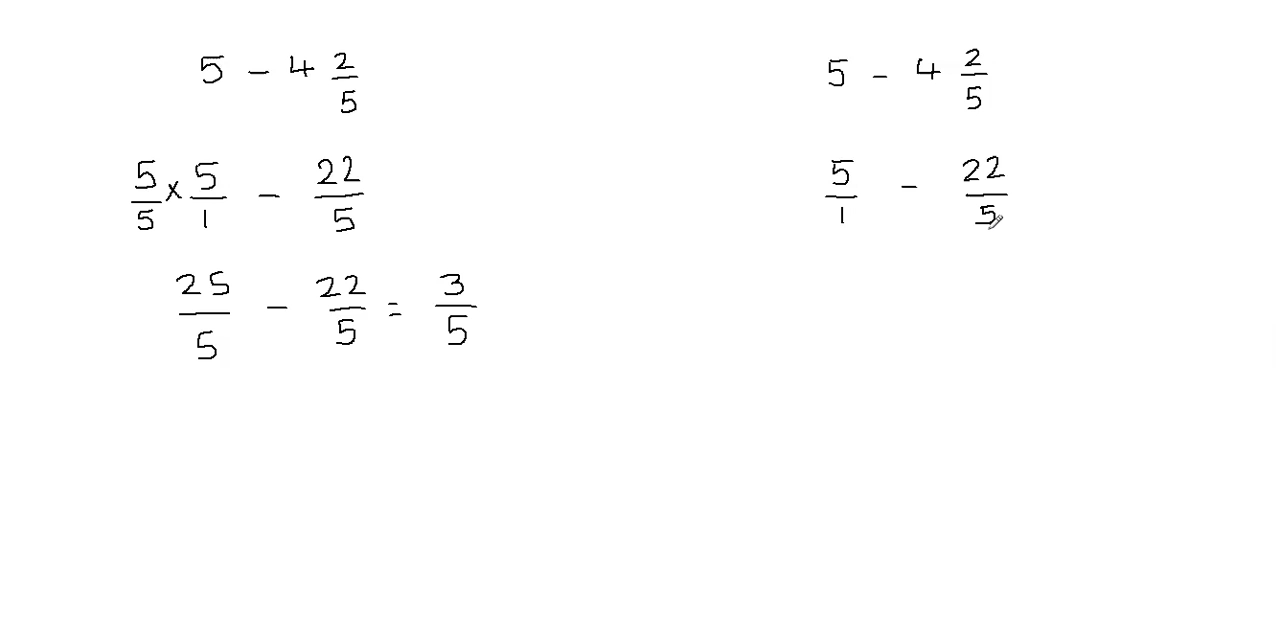 5 - 4 2/5
5/5 × 5/1 - 22/5
25/5 - 22/5 = 3/5
5 - 4 2/5
5/1 - 22/5